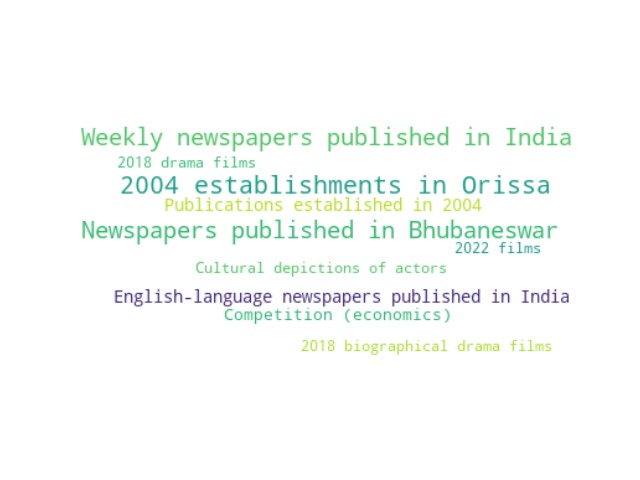 Weekly newspapers published in India
2018 drama films
2004 establishments in Orissa
Publications established in 2004
Newspapers published in Bhubaneswar
2022 films
Cultural depictions of actors
English-language newspapers published in India
Competition (economics)
2018 biographical drama films